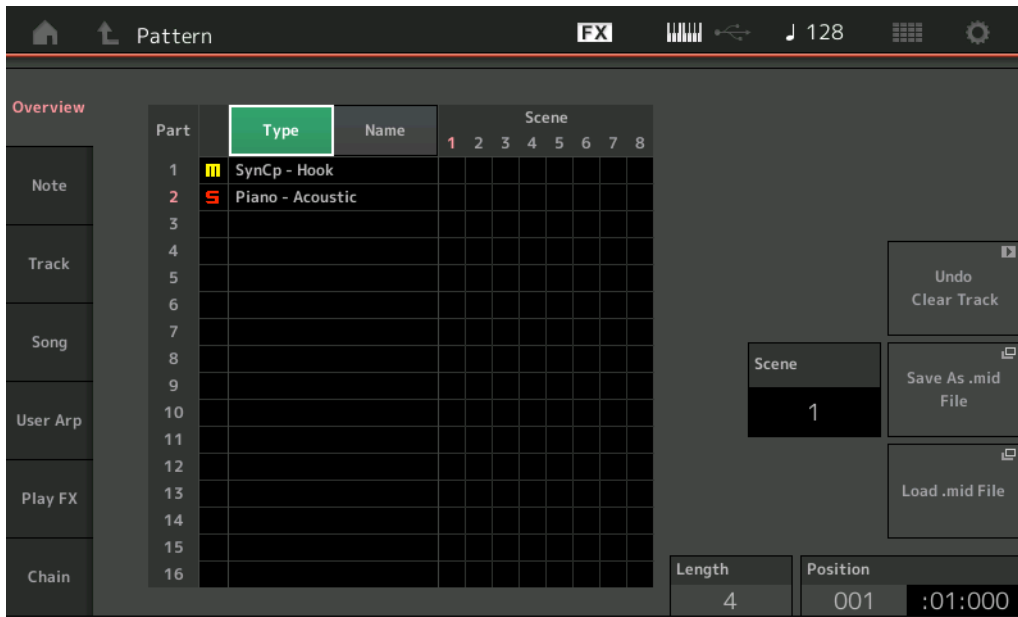 Pattern FX ♩ 128
Overview
Note
Track
Song
User Arp
Play FX
Chain
Part Type Name Scene
1 2 3 4 5 6 7 8
1 M SynCp - Hook
2 S Piano - Acoustic
3
4
5
6
7
8
9
10
11
12
13
14
15
16
Undo
Clear Track
Scene
1
Save As .mid
File
Load .mid File
Length
4
Position
001 :01:000